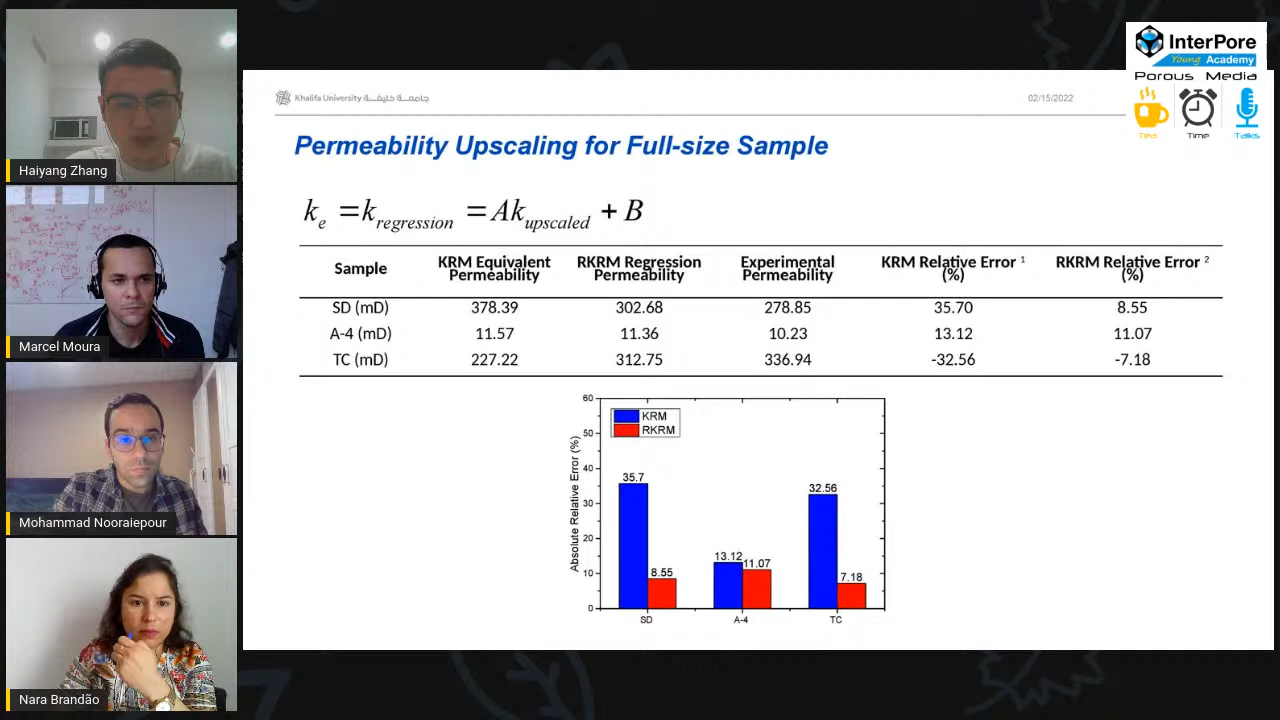 Haiyang Zhang
Marcel Moura
Mohammad Nooraiepour
Nara Brandão
InterPore
Young Academy
Porous Media
Tea Time Talks
Khalifa University جامعـة خليفـة
02/15/2022
Permeability Upscaling for Full-size Sample
k_e = k_regression = Ak_upscaled + B
Sample KRM Equivalent Permeability RKRM Regression Permeability Experimental Permeability KRM Relative Error ¹ (%) RKRM Relative Error ² (%)
SD (mD) 378.39 302.68 278.85 35.70 8.55
A-4 (mD) 11.57 11.36 10.23 13.12 11.07
TC (mD) 227.22 312.75 336.94 -32.56 -7.18
Absolute Relative Error (%)
60
50
40
30
20
10
0
KRM
RKRM
35.7
8.55
13.12
11.07
32.56
7.18
SD A-4 TC